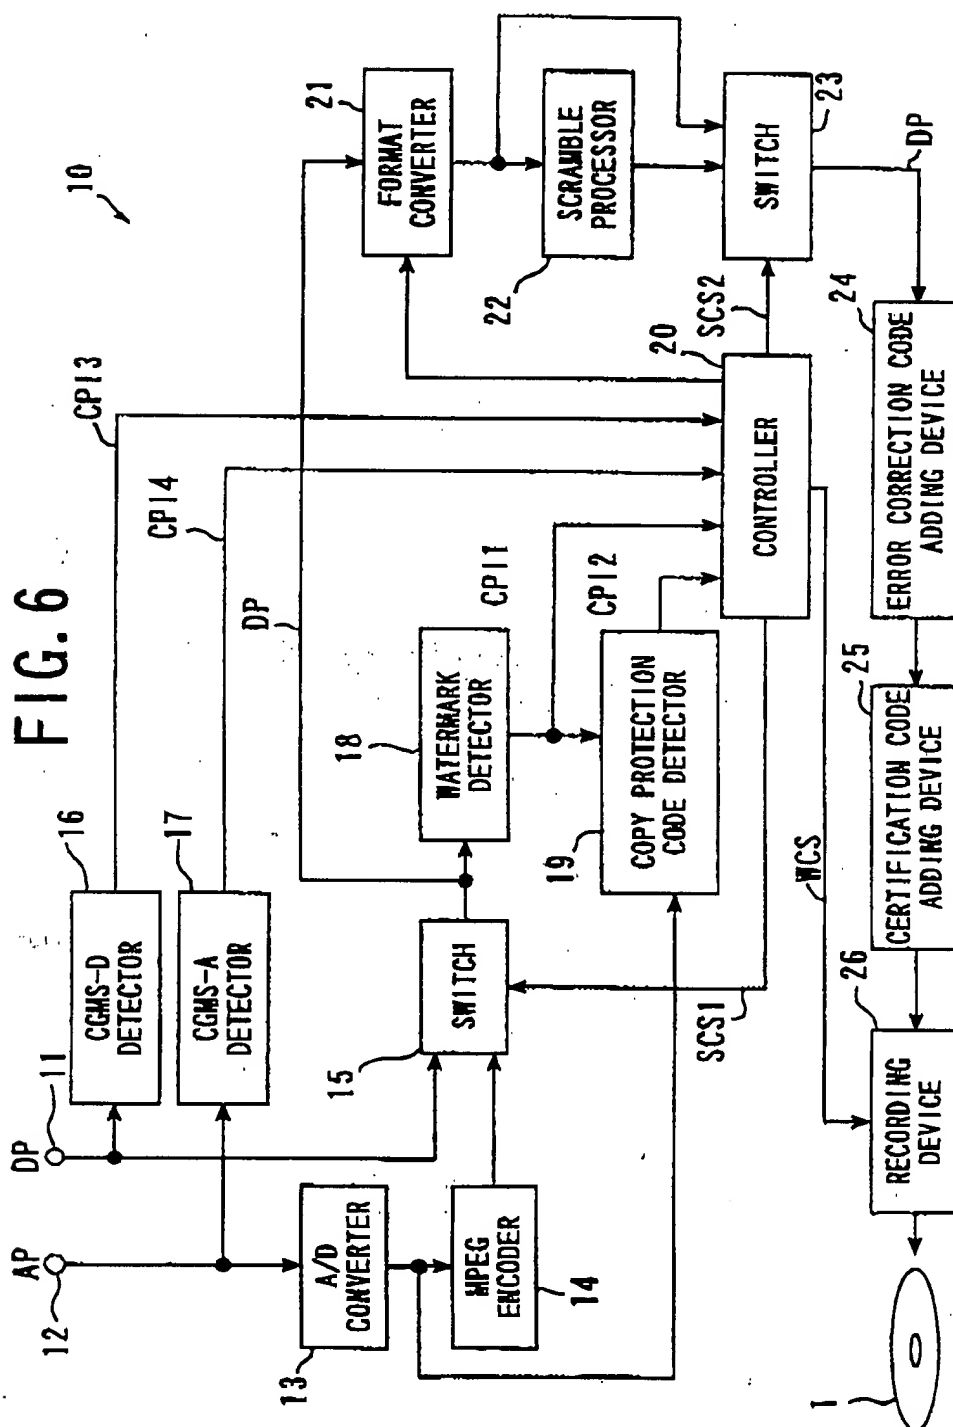 FIG. 6
10
DP
11
AP
12
CGMS-D
DETECTOR
16
CGMS-A
DETECTOR
17
CPI3
CPI4
DP
A/D
CONVERTER
13
MPEG
ENCODER
14
SWITCH
15
WATERMARK
DETECTOR
18
CPI1
COPY PROTECTION
CODE DETECTOR
19
CPI2
CONTROLLER
20
SCS1
SCS2
WCS
FORMAT
CONVERTER
21
SCRAMBLE
PROCESSOR
22
SWITCH
23
DP
ERROR CORRECTION CODE
ADDING DEVICE
24
CERTIFICATION CODE
ADDING DEVICE
25
RECORDING
DEVICE
26
1